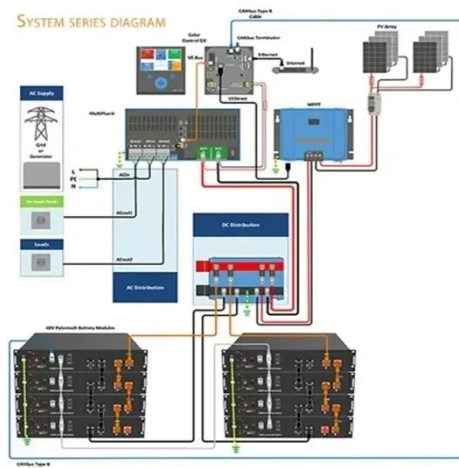 SYSTEM SERIES DIAGRAM
CANbus Type B
Cable
Color
Control GX
CANbus Terminator
PV Array
VE.Bus
Ethernet
Internet
AC Supply
MultiPlus-II
VE.Direct
MPPT
Grid
or
Generator
L
PE
N
ACin
ACout1
Loads
DC Distribution
ACout2
AC Distribution
48V Pylontech Battery Modules
CANbus Type B